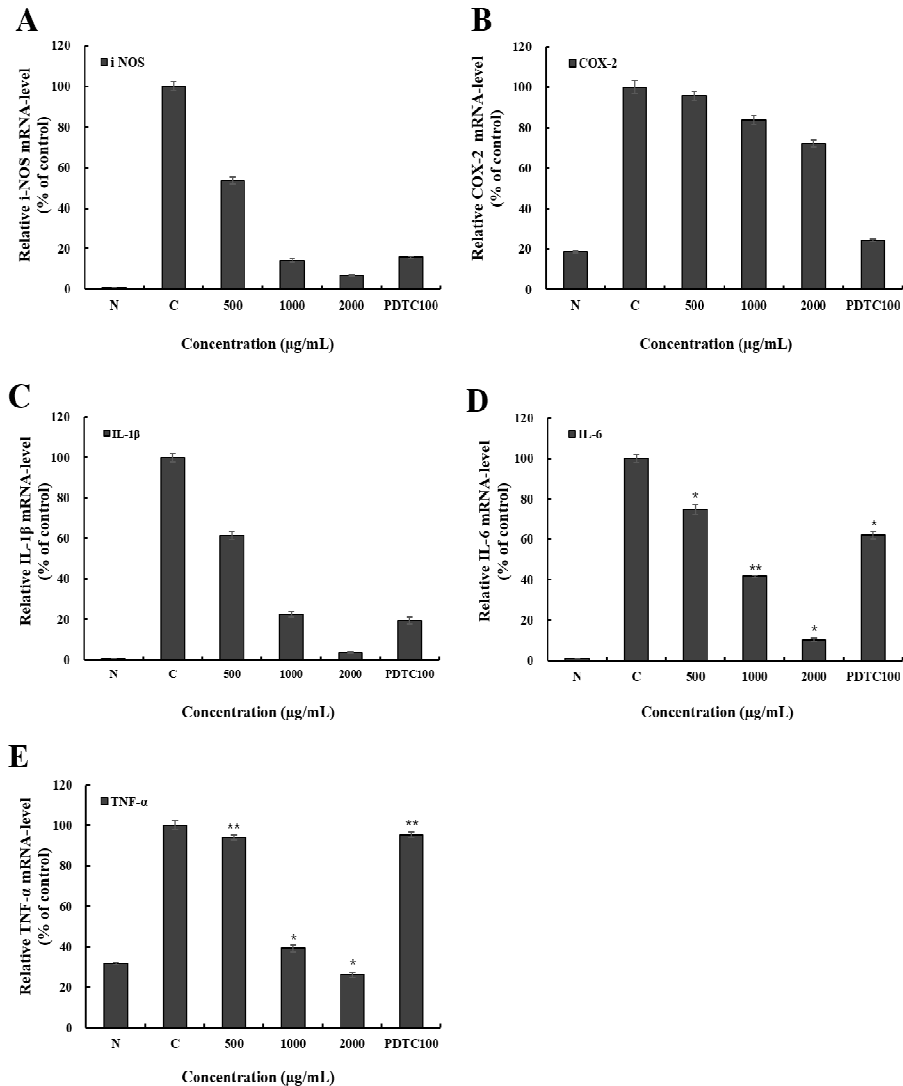 A
Relative i-NOS mRNA-level
(% of control)
120
100
80
60
40
20
0
i NOS
N C 500 1000 2000 PDTC100
Concentration (μg/mL)
B
Relative COX-2 mRNA-level
(% of control)
120
100
80
60
40
20
0
COX-2
N C 500 1000 2000 PDTC100
Concentration (μg/mL)
C
Relative IL-1β mRNA-level
(% of control)
120
100
80
60
40
20
0
IL-1β
N C 500 1000 2000 PDTC100
Concentration (μg/mL)
D
Relative IL-6 mRNA-level
(% of control)
120
100
80
60
40
20
0
IL-6
* ** * *
N C 500 1000 2000 PDTC100
Concentration (μg/mL)
E
Relative TNF-α mRNA-level
(% of control)
120
100
80
60
40
20
0
TNF-α
** * * **
N C 500 1000 2000 PDTC100
Concentration (μg/mL)